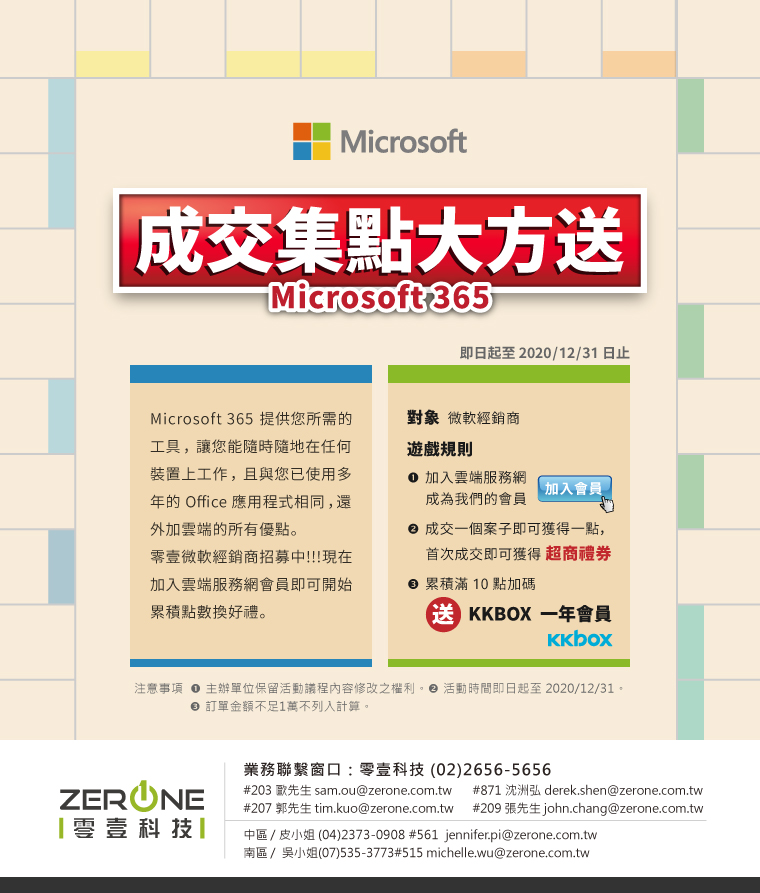 Microsoft
成交集點大方送
Microsoft 365
即日起至 2020/12/31 日止
Microsoft 365 提供您所需的
工具，讓您能隨時隨地在任何
裝置上工作，且與您已使用多
年的 Office 應用程式相同，還
外加雲端的所有優點。
零壹微軟經銷商招募中!!!現在
加入雲端服務網會員即可開始
累積點數換好禮。
對象 微軟經銷商
遊戲規則
❶ 加入雲端服務網
成為我們的會員
加入會員
❷ 成交一個案子即可獲得一點，
首次成交即可獲得 超商禮券
❸ 累積滿 10 點加碼
送 KKBOX 一年會員
KKBOX
注意事項 ❶ 主辦單位保留活動議程內容修改之權利。❷ 活動時間即日起至 2020/12/31。
❸ 訂單金額不足1萬不列入計算。
ZERONE
零壹科技
業務聯繫窗口：零壹科技 (02)2656-5656
#203 歐先生 sam.ou@zerone.com.tw #871 沈洲弘 derek.shen@zerone.com.tw
#207 郭先生 tim.kuo@zerone.com.tw #209 張先生 john.chang@zerone.com.tw
中區 / 皮小姐 (04)2373-0908 #561 jennifer.pi@zerone.com.tw
南區 / 吳小姐(07)535-3773#515 michelle.wu@zerone.com.tw